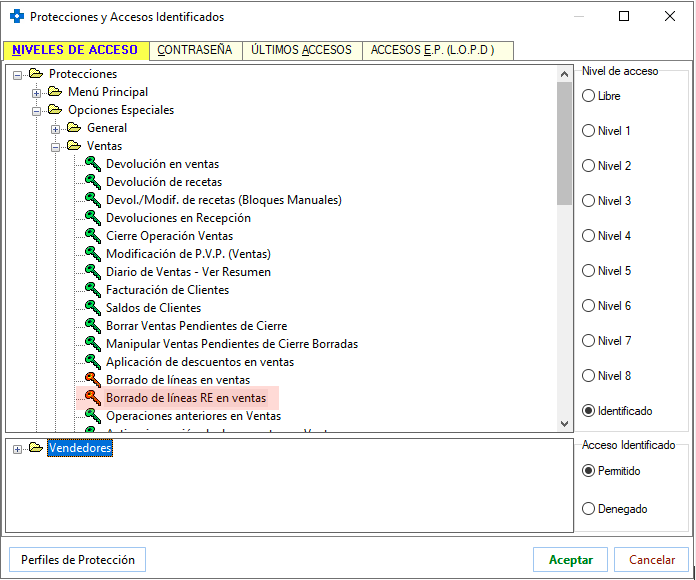 Protecciones y Accesos Identificados
NIVELES DE ACCESO
CONTRASEÑA
ÚLTIMOS ACCESOS
ACCESOS E.P. (L.O.P.D )
Protecciones
Menú Principal
Opciones Especiales
General
Ventas
Devolución en ventas
Devolución de recetas
Devol./Modif. de recetas (Bloques Manuales)
Devoluciones en Recepción
Cierre Operación Ventas
Modificación de P.V.P. (Ventas)
Diario de Ventas - Ver Resumen
Facturación de Clientes
Saldos de Clientes
Borrar Ventas Pendientes de Cierre
Manipular Ventas Pendientes de Cierre Borradas
Aplicación de descuentos en ventas
Borrado de líneas en ventas
Borrado de líneas RE en ventas
Operaciones anteriores en Ventas
Nivel de acceso
Libre
Nivel 1
Nivel 2
Nivel 3
Nivel 4
Nivel 5
Nivel 6
Nivel 7
Nivel 8
Identificado
Vendedores
Acceso Identificado
Permitido
Denegado
Perfiles de Protección
Aceptar
Cancelar